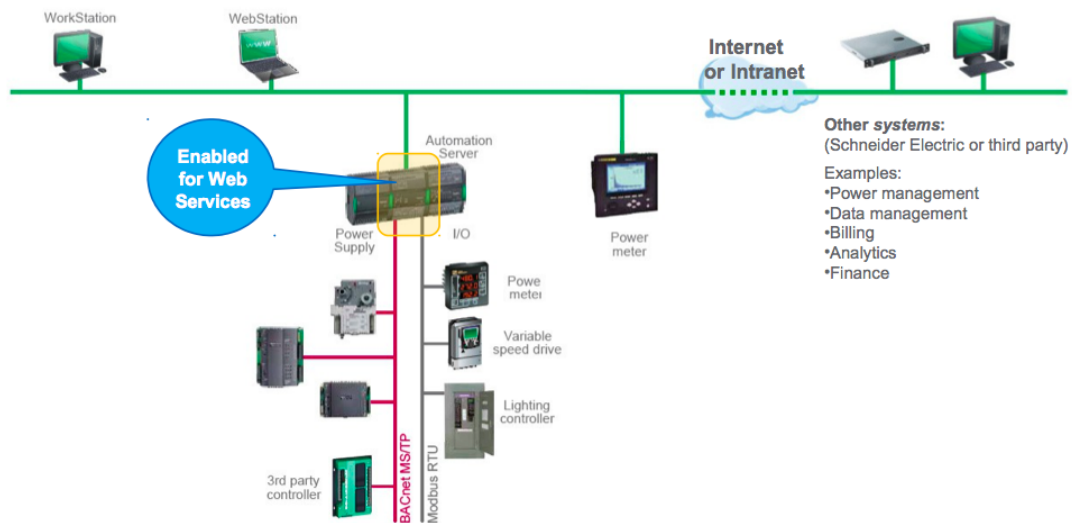 WorkStation
WebStation
www
Internet
or Intranet
Enabled
for Web
Services
Automation
Server
Power
Supply
I/O
Power
meter
Other systems:
(Schneider Electric or third party)
Examples:
•Power management
•Data management
•Billing
•Analytics
•Finance
Powe
meter
Variable
speed drive
Lighting
controller
3rd party
controller
BACnet MS/TP
Modbus RTU